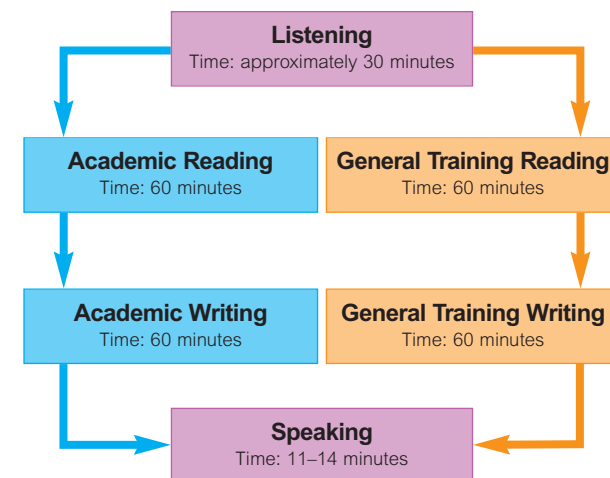 Listening
Time: approximately 30 minutes
Academic Reading
Time: 60 minutes
General Training Reading
Time: 60 minutes
Academic Writing
Time: 60 minutes
General Training Writing
Time: 60 minutes
Speaking
Time: 11–14 minutes